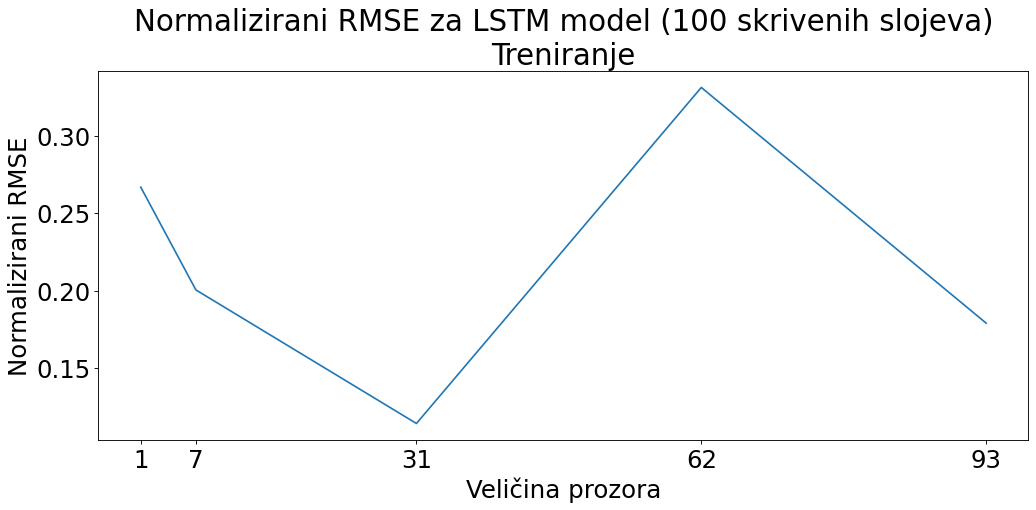 Normalizirani RMSE za LSTM model (100 skrivenih slojeva)
Treniranje
Normalizirani RMSE
0.30
0.25
0.20
0.15
1 7 31 62 93
Veličina prozora